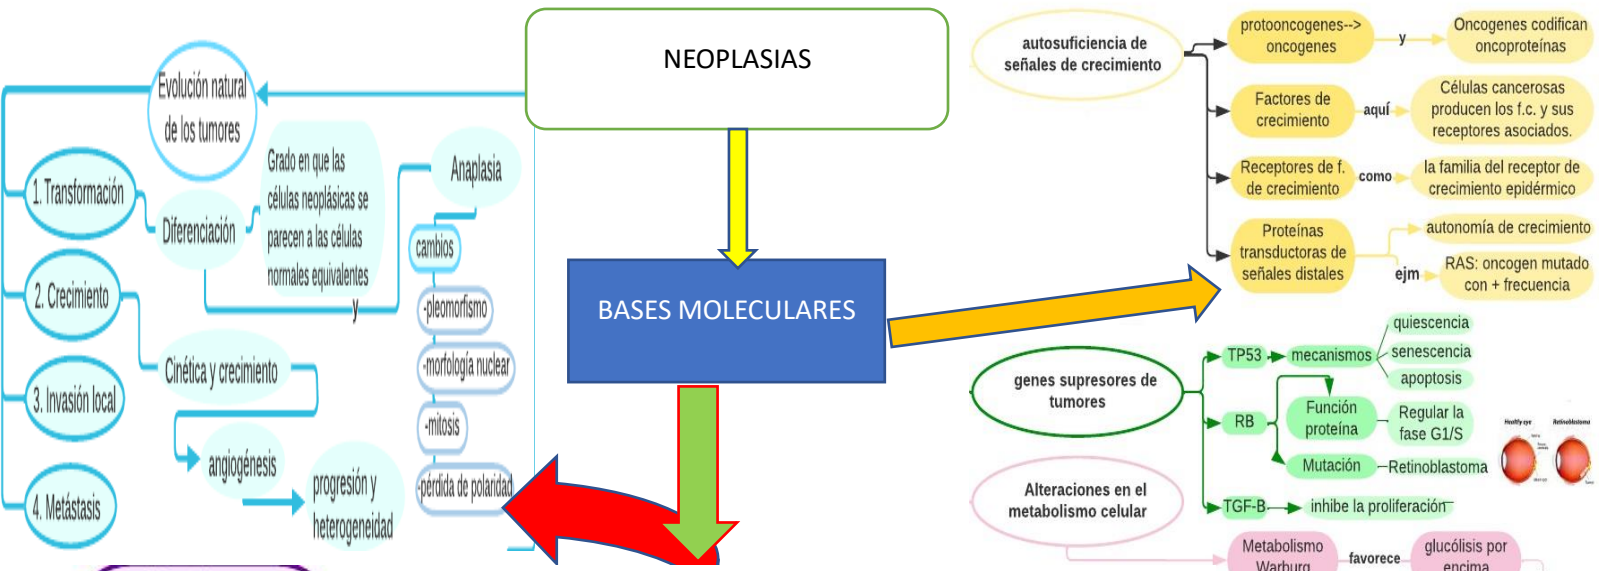 NEOPLASIAS
BASES MOLECULARES
Evolución natural
de los tumores
1. Transformación
Diferenciación
Grado en que las
células neoplásicas se
parecen a las células
normales equivalentes
y
Anaplasia
cambios
-pleomorfismo
-morfología nuclear
-mitosis
-pérdida de polaridad
2. Crecimiento
Cinética y crecimiento
angiogénesis
progresión y
heterogeneidad
3. Invasión local
4. Metástasis
autosuficiencia de
señales de crecimiento
protooncogenes-->
oncogenes
y
Oncogenes codifican
oncoproteínas
Factores de
crecimiento
aquí
Células cancerosas
producen los f.c. y sus
receptores asociados.
Receptores de f.
de crecimiento
como
la familia del receptor de
crecimiento epidérmico
Proteínas
transductoras de
señales distales
autonomía de crecimiento
ejm
RAS: oncogen mutado
con + frecuencia
genes supresores de
tumores
TP53
mecanismos
quiescencia
senescencia
apoptosis
RB
Función
proteína
Regular la
fase G1/S
Mutación
Retinoblastoma
Healthy eye
Retinoblastoma
TGF-B
inhibe la proliferación
Alteraciones en el
metabolismo celular
Metabolismo
Warburg
favorece
glucólisis por
encima